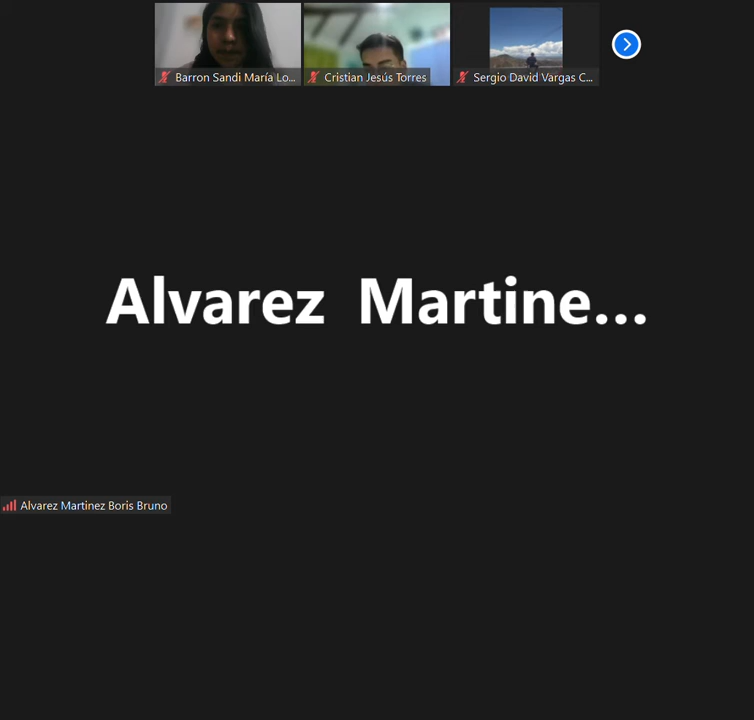 Barron Sandi María Lo...
Cristian Jesús Torres
Sergio David Vargas C...
Alvarez Martine...
Alvarez Martinez Boris Bruno